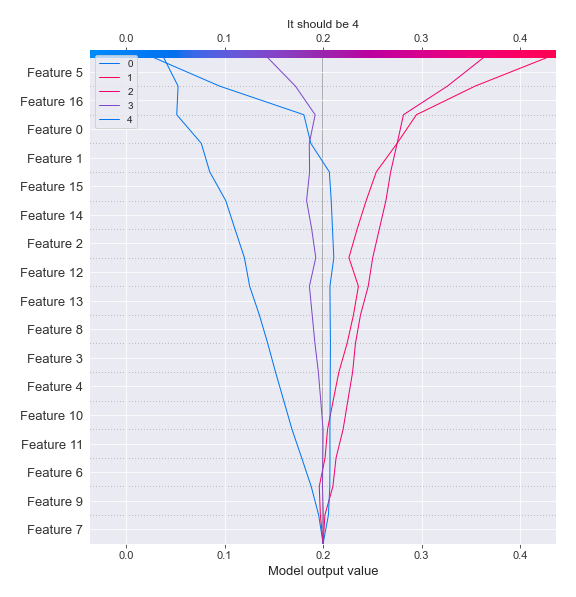 It should be 4
0.0 0.1 0.2 0.3 0.4
0
1
2
3
4
Feature 5
Feature 16
Feature 0
Feature 1
Feature 15
Feature 14
Feature 2
Feature 12
Feature 13
Feature 8
Feature 3
Feature 4
Feature 10
Feature 11
Feature 6
Feature 9
Feature 7
0.0 0.1 0.2 0.3 0.4
Model output value